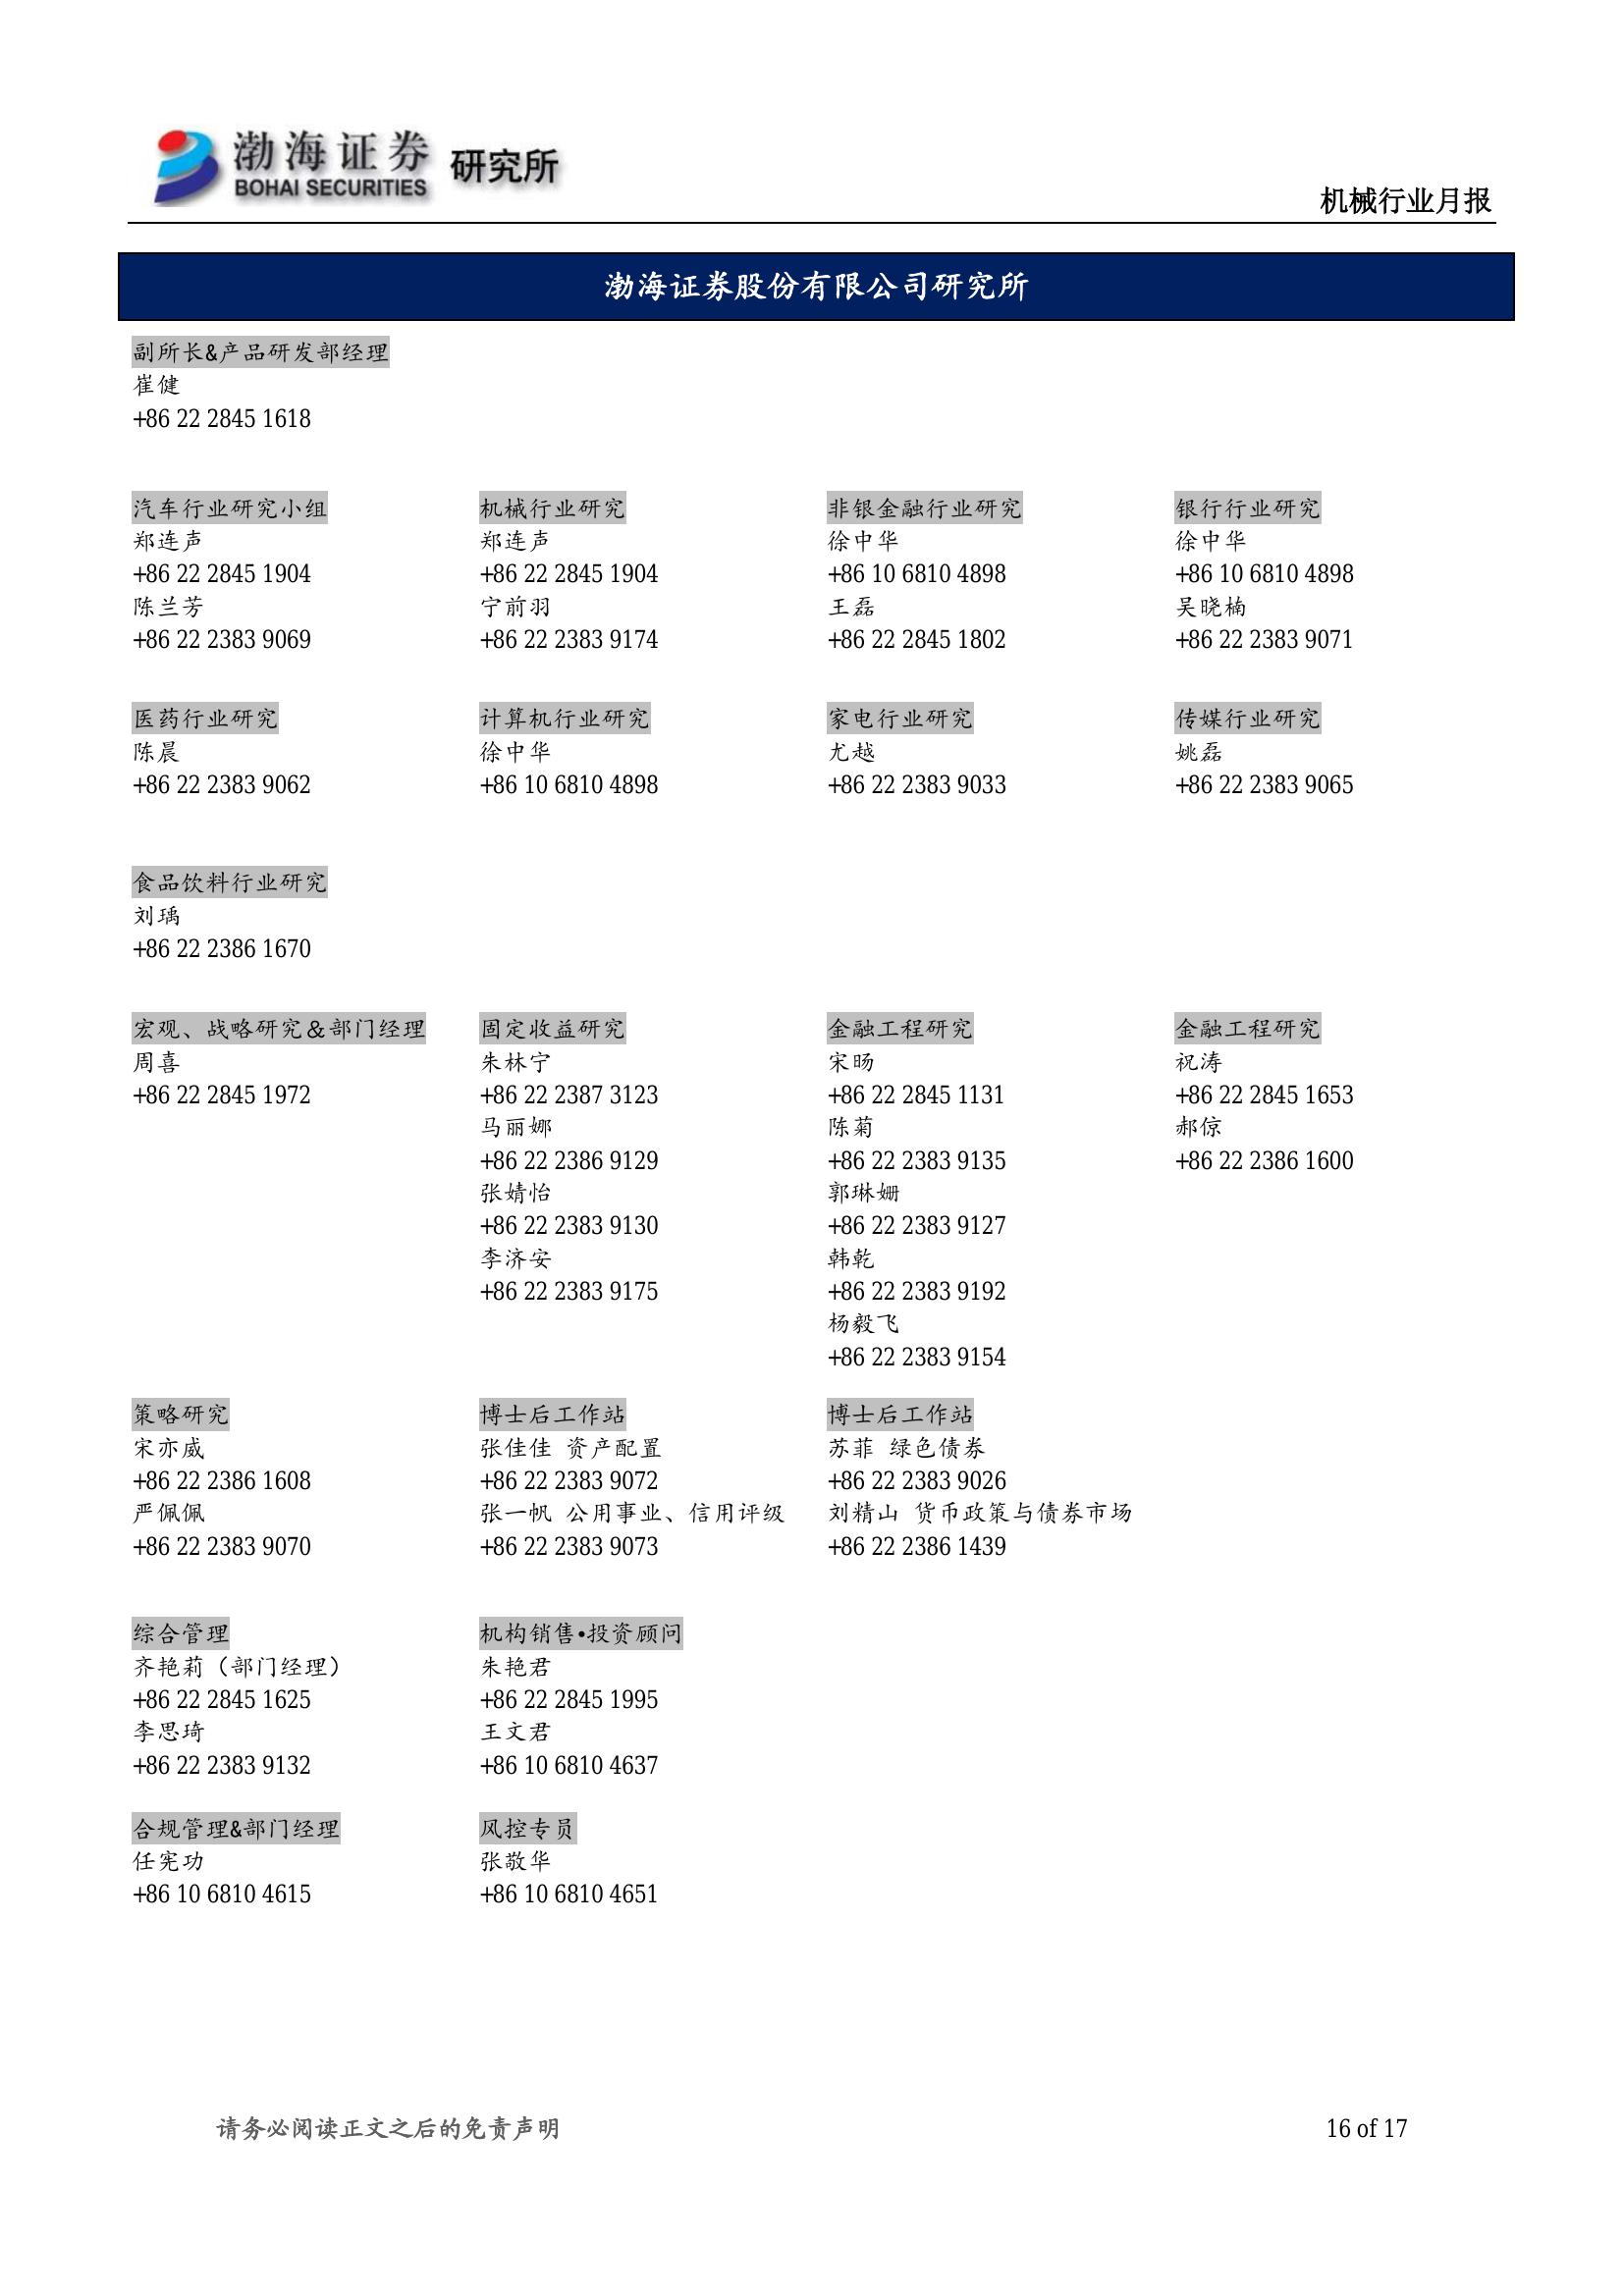 渤海证券 研究所
BOHAI SECURITIES
机械行业月报
渤海证券股份有限公司研究所
副所长&产品研发部经理
崔健
+86 22 2845 1618
汽车行业研究小组
郑连声
+86 22 2845 1904
陈兰芳
+86 22 2383 9069
机械行业研究
郑连声
+86 22 2845 1904
宁前羽
+86 22 2383 9174
非银金融行业研究
徐中华
+86 10 6810 4898
王磊
+86 22 2845 1802
银行行业研究
徐中华
+86 10 6810 4898
吴晓楠
+86 22 2383 9071
医药行业研究
陈晨
+86 22 2383 9062
计算机行业研究
徐中华
+86 10 6810 4898
家电行业研究
尤越
+86 22 2383 9033
传媒行业研究
姚磊
+86 22 2383 9065
食品饮料行业研究
刘瑀
+86 22 2386 1670
宏观、战略研究＆部门经理
周喜
+86 22 2845 1972
固定收益研究
朱林宁
+86 22 2387 3123
马丽娜
+86 22 2386 9129
张婧怡
+86 22 2383 9130
李济安
+86 22 2383 9175
金融工程研究
宋旸
+86 22 2845 1131
陈菊
+86 22 2383 9135
郭琳姗
+86 22 2383 9127
韩乾
+86 22 2383 9192
杨毅飞
+86 22 2383 9154
金融工程研究
祝涛
+86 22 2845 1653
郝倞
+86 22 2386 1600
策略研究
宋亦威
+86 22 2386 1608
严佩佩
+86 22 2383 9070
博士后工作站
张佳佳 资产配置
+86 22 2383 9072
张一帆 公用事业、信用评级
+86 22 2383 9073
博士后工作站
苏菲 绿色债券
+86 22 2383 9026
刘精山 货币政策与债券市场
+86 22 2386 1439
综合管理
齐艳莉（部门经理）
+86 22 2845 1625
李思琦
+86 22 2383 9132
机构销售•投资顾问
朱艳君
+86 22 2845 1995
王文君
+86 10 6810 4637
合规管理&部门经理
任宪功
+86 10 6810 4615
风控专员
张敬华
+86 10 6810 4651
请务必阅读正文之后的免责声明
16 of 17